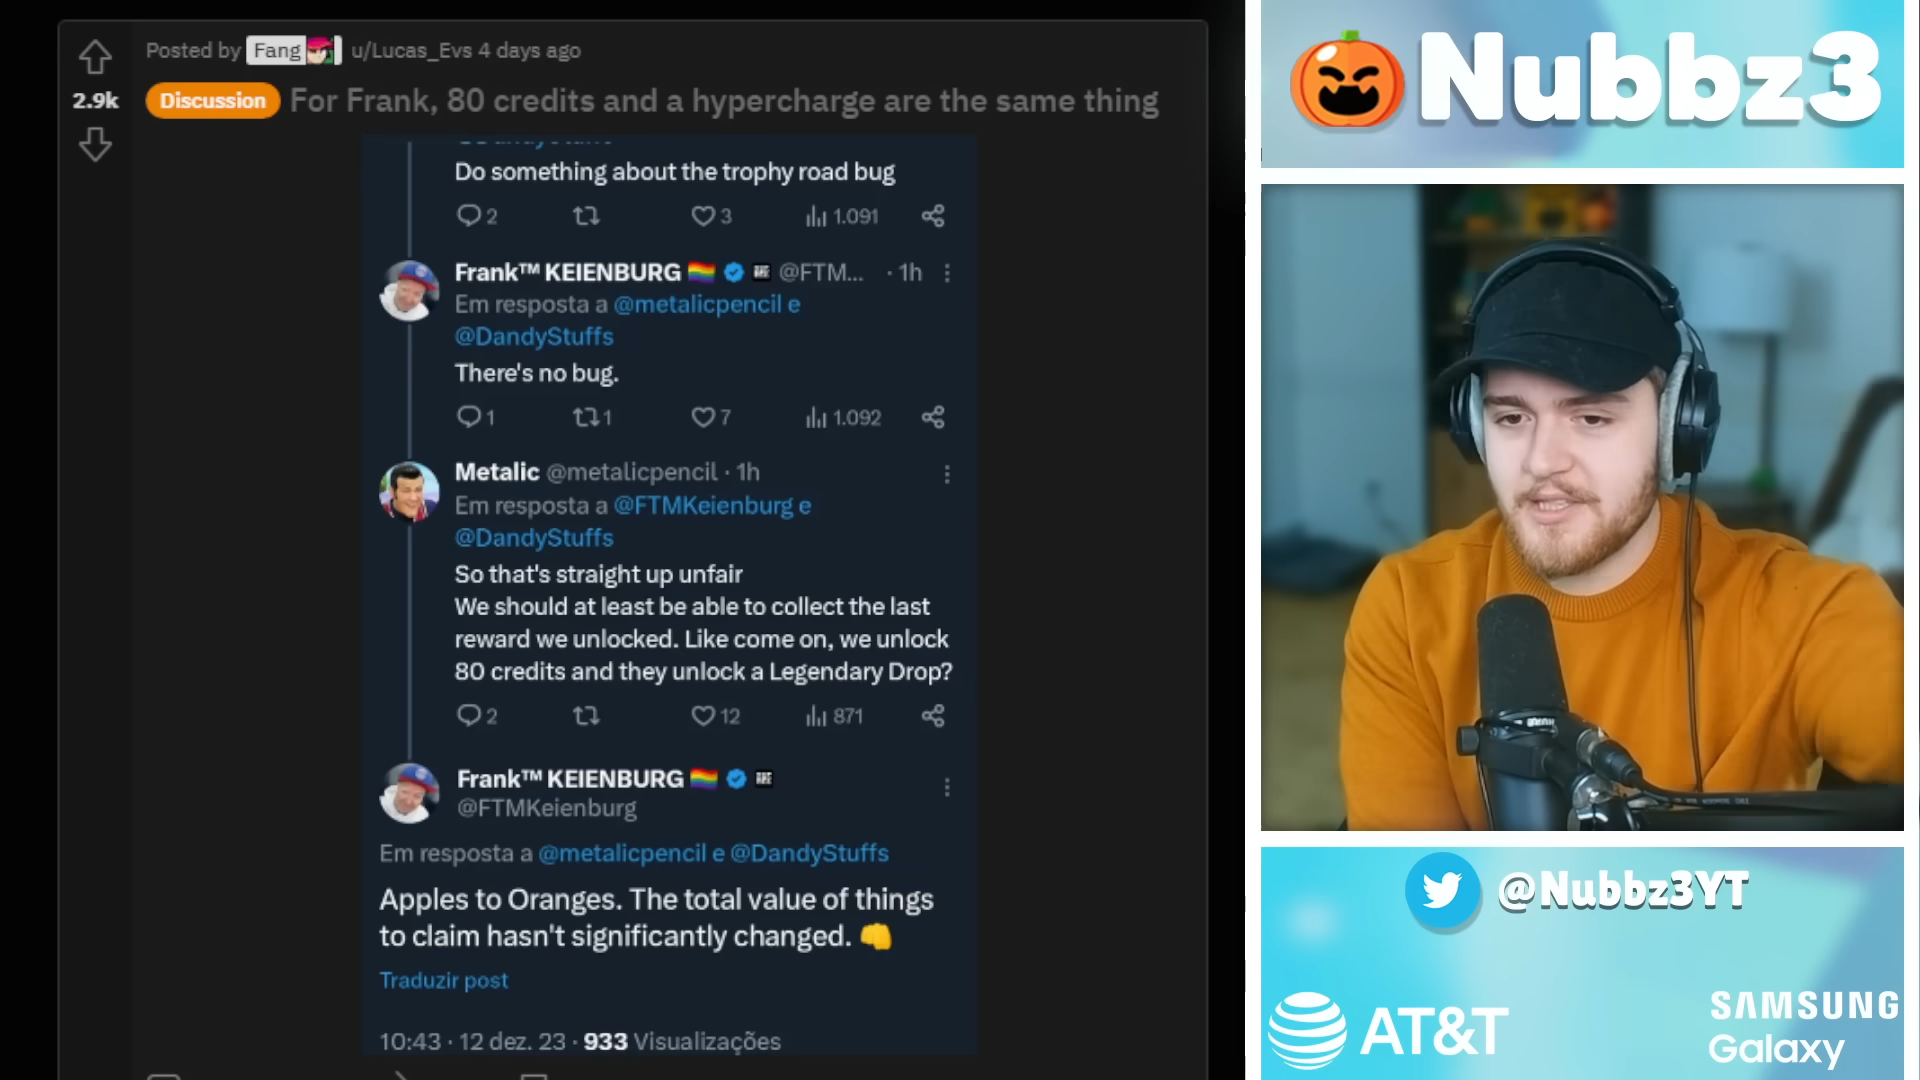 Posted by Fang u/Lucas_Evs 4 days ago
2.9k
Discussion For Frank, 80 credits and a hypercharge are the same thing
Do something about the trophy road bug
2 3 1.091
Frank™ KEIENBURG @FTM... · 1h
Em resposta a @metalicpencil e
@DandyStuffs
There's no bug.
1 1 7 1.092
Metalic @metalicpencil · 1h
Em resposta a @FTMKeienburg e
@DandyStuffs
So that's straight up unfair
We should at least be able to collect the last
reward we unlocked. Like come on, we unlock
80 credits and they unlock a Legendary Drop?
2 12 871
Frank™ KEIENBURG
@FTMKeienburg
Em resposta a @metalicpencil e @DandyStuffs
Apples to Oranges. The total value of things
to claim hasn't significantly changed.
Traduzir post
10:43 · 12 dez. 23 · 933 Visualizações
Nubbz3
@Nubbz3YT
AT&T
SAMSUNG
Galaxy